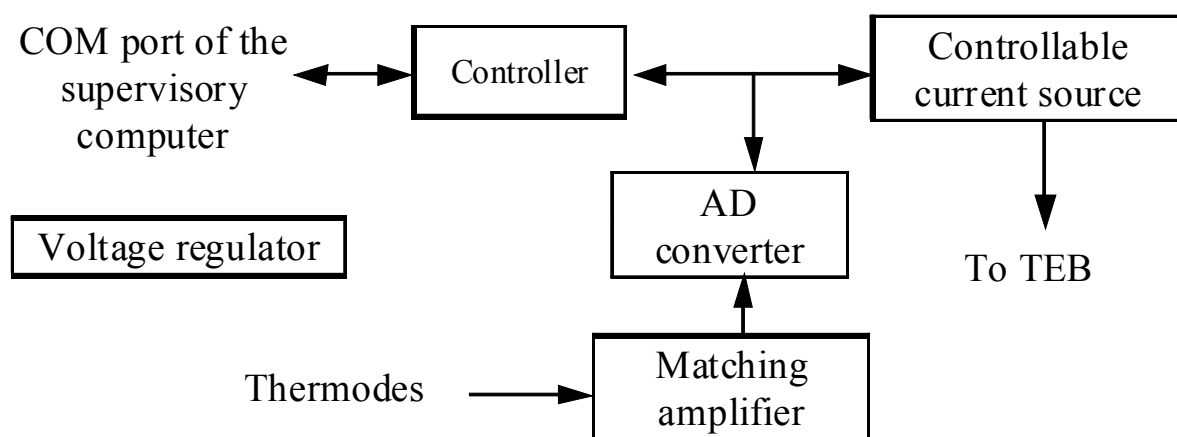 COM port of the
supervisory
computer
Controller
Controllable
current source
AD
converter
Voltage regulator
To TEB
Thermodes
Matching
amplifier